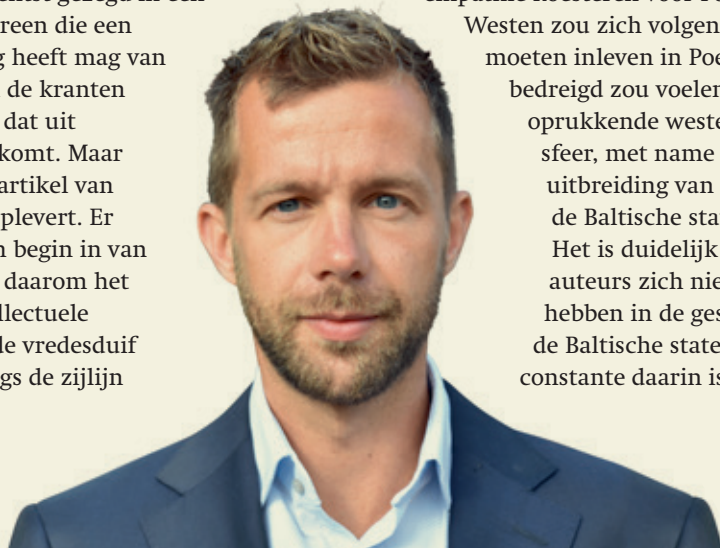 reen die een
heeft mag van
de kranten
dat uit
komt. Maar
artikel van
plevert. Er
begin in van
daarom het
llectuele
le vredesduif
gs de zijlijn
Westen zou zich volgen
moeten inleven in Poe
bedreigd zou voelen
oprukkende weste
sfeer, met name
uitbreiding van
de Baltische sta
Het is duidelijk
auteurs zich nie
hebben in de ges
de Baltische state
constante daarin is